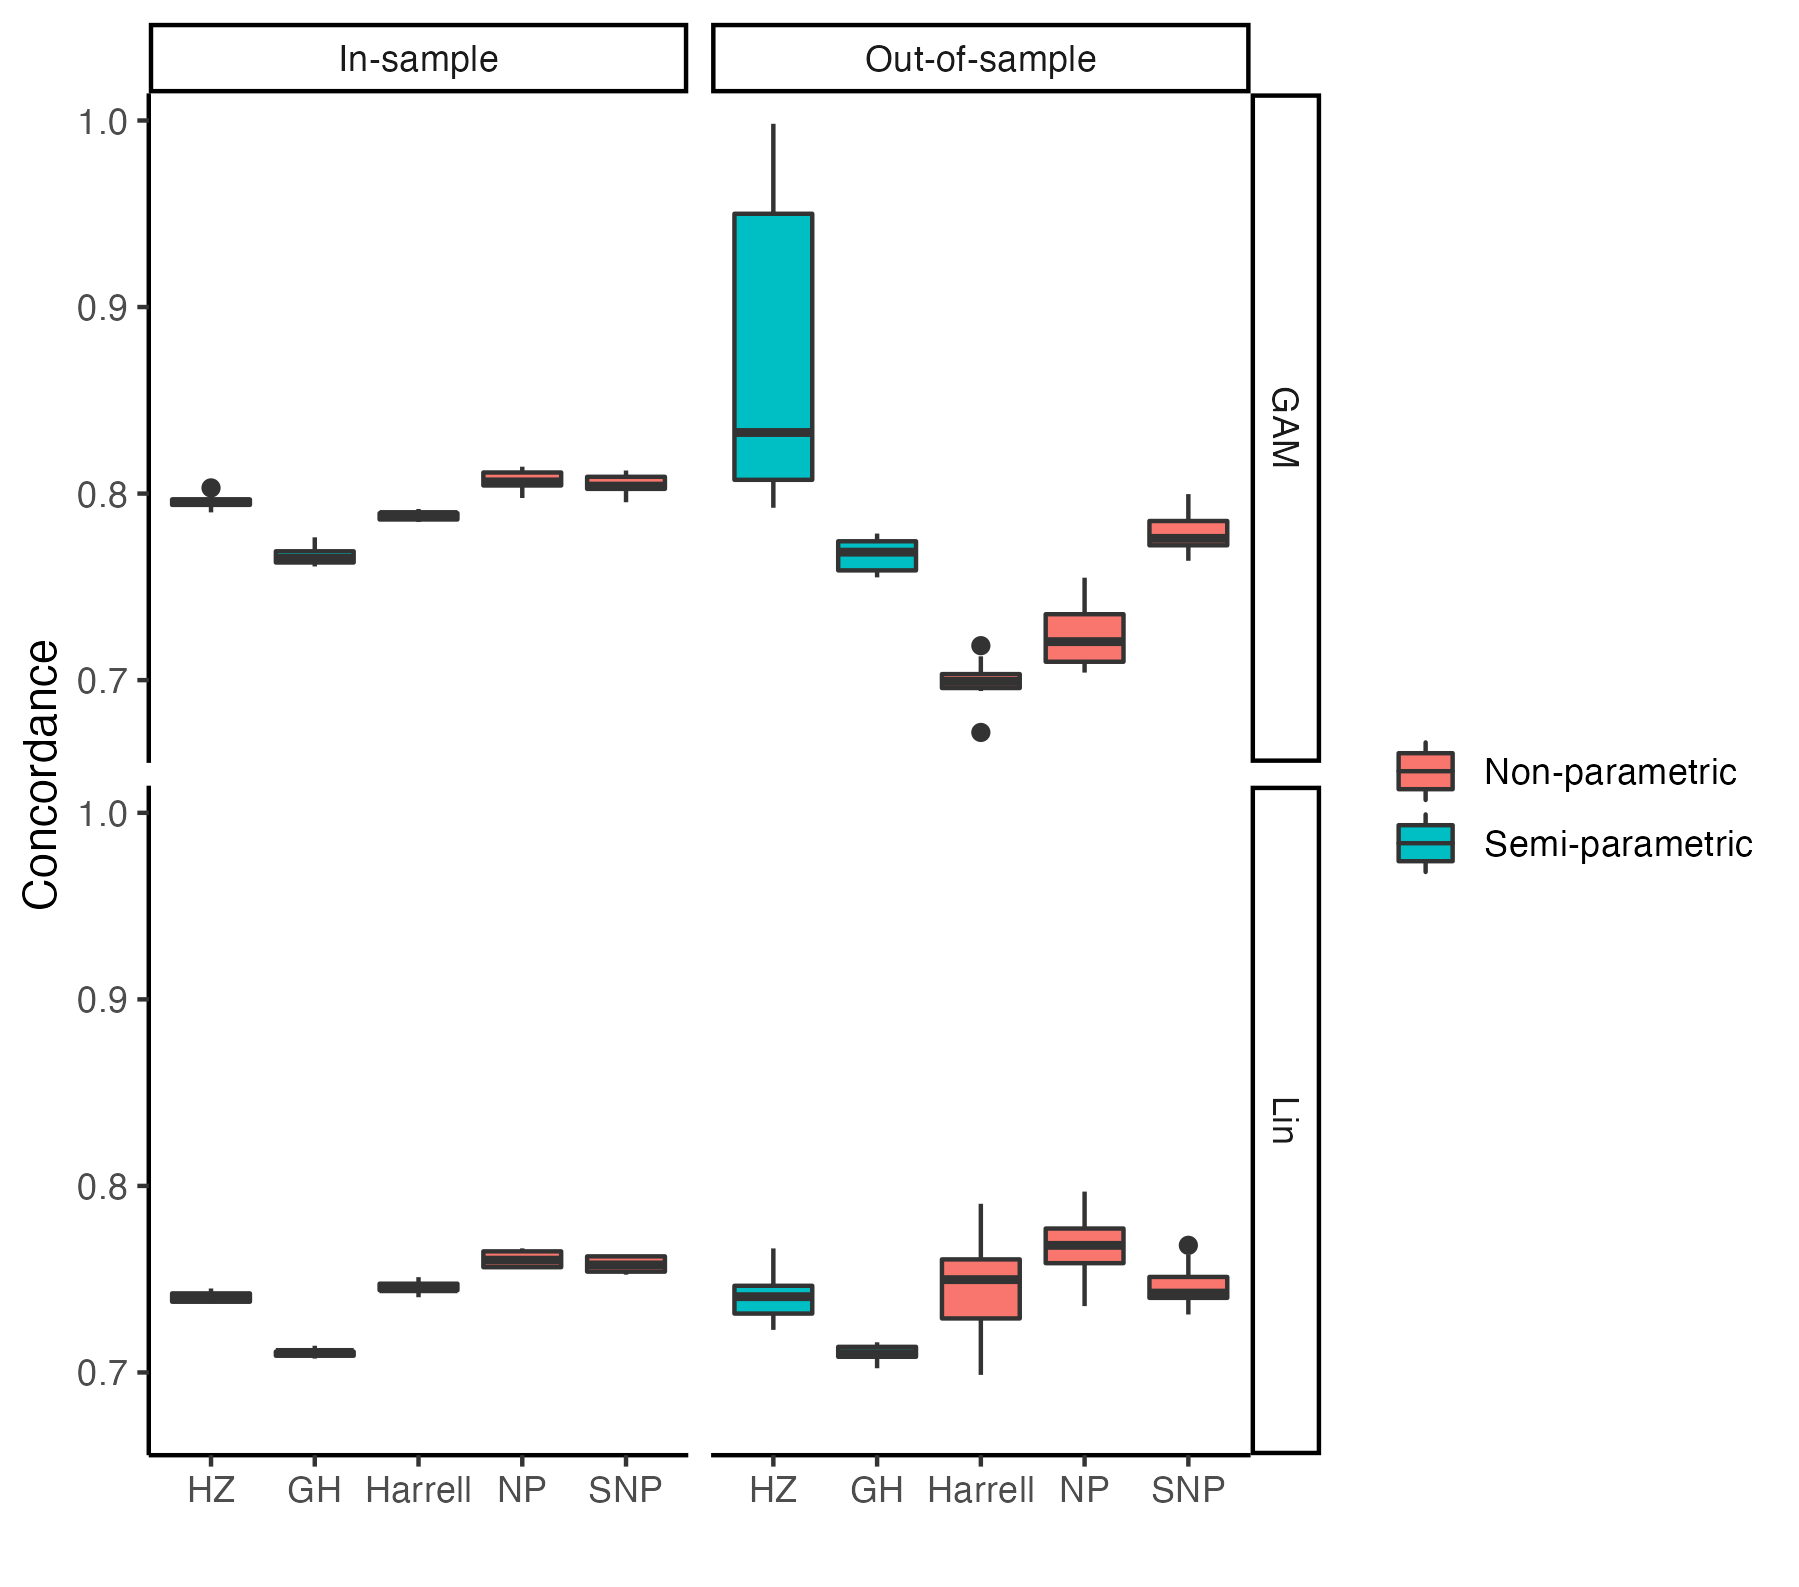 In-sample
Out-of-sample
Concordance
1.0
0.9
0.8
0.7
GAM
1.0
0.9
0.8
0.7
Lin
HZ GH Harrell NP SNP
HZ GH Harrell NP SNP
Non-parametric
Semi-parametric